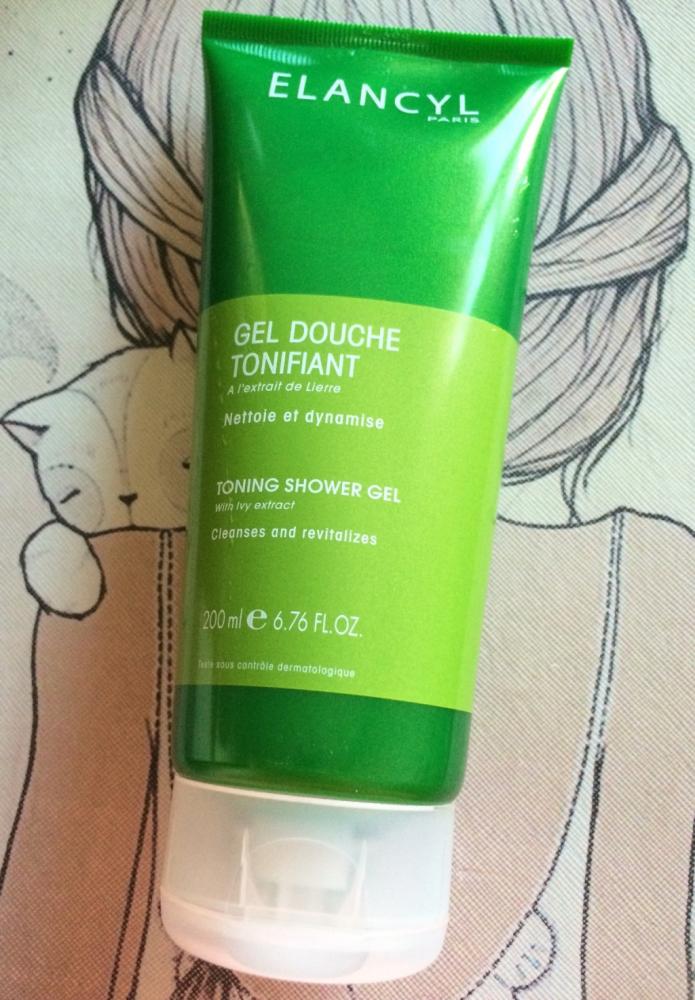 ELANCYL
PARIS
GEL DOUCHE
TONIFIANT
A l'extrait de Lierre
Nettoie et dynamise
TONING SHOWER GEL
With Ivy extract
Cleanses and revitalizes
200 ml e 6.76 FL.OZ.
sous contrôle dermatologique